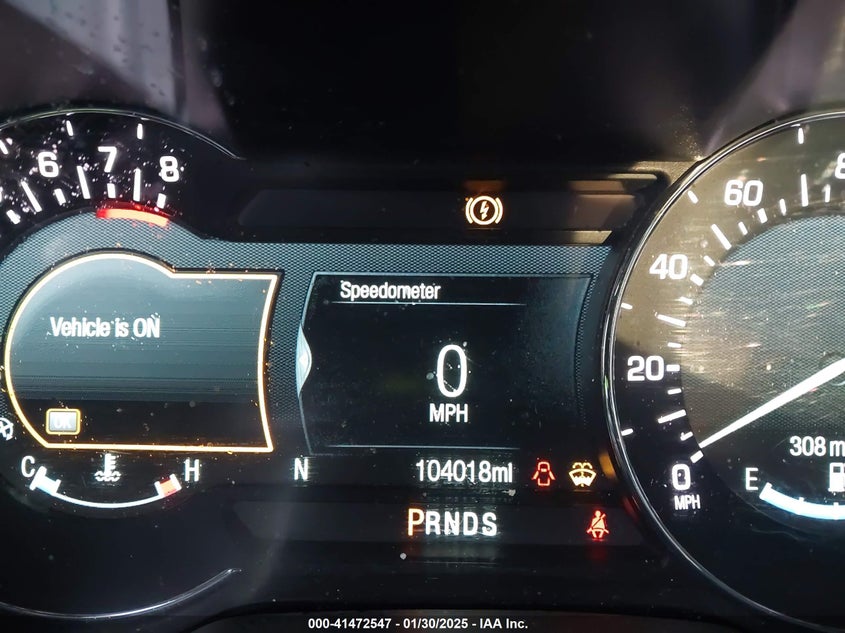 6 7 8
60 8
40
20
0
MPH
Vehicle is ON
OK
Speedometer
0
MPH
308 m
C H
N
104018mi
E
PRNDS
000-41472547 - 01/30/2025 - IAA Inc.